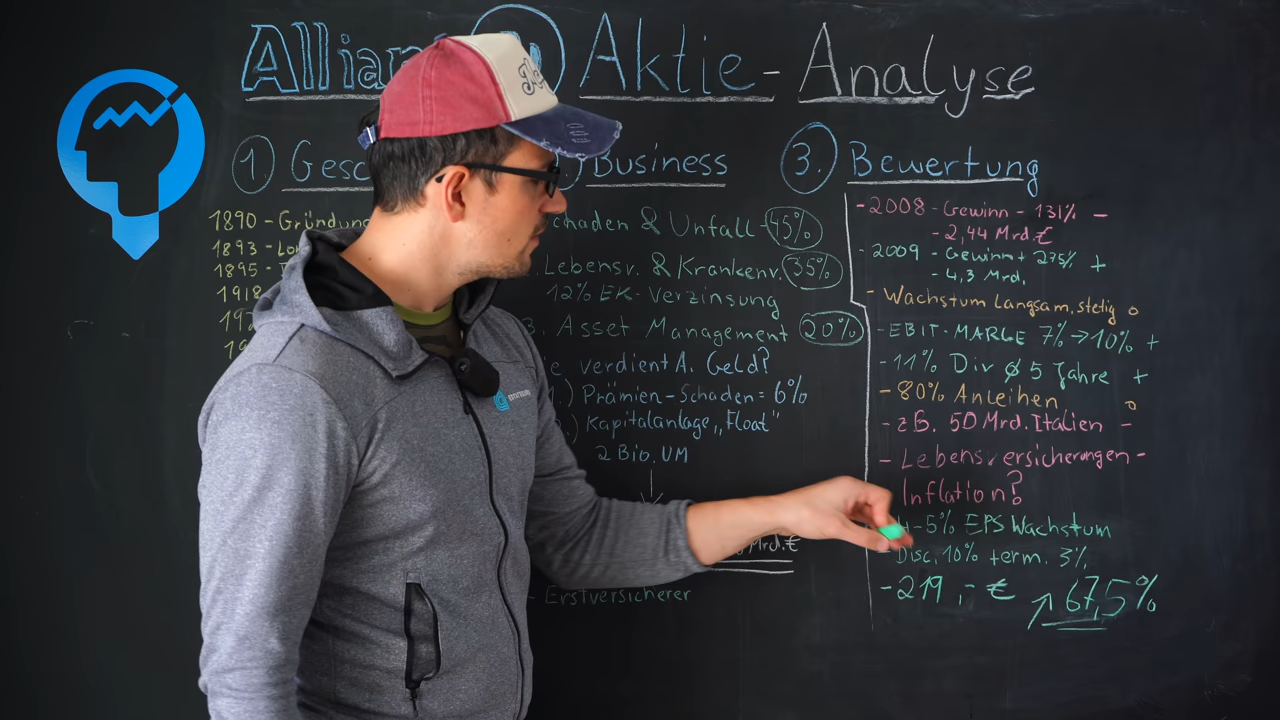 Allian Aktie-Analyse
1. Gesc
1890 - Gründung
1893 -
1895 -
1918
Business
chaden & Unfall - 45%
Lebensv. & Krankenv. 35%
12% EK-Verzinsung
3. Asset Management 20%
e verdient A. Geld?
1.) Prämien-Schaden = 6%
) Kapitalanlage „Float"
2 Bio. UM
Mrd. €
- Erstversicherer
3. Bewertung
- 2008 - Gewinn - 131% -
- 2,44 Mrd. €
- 2009 - Gewinn + 275% +
- 4,3 Mrd.
- Wachstum Langsam, stetig o
- EBIT-MARGE 7% → 10% +
- 11% Div ø 5 Jahre +
- 80% Anleihen o
- z.B. 50 Mrd. Italien -
- Lebensversicherungen -
Inflation?
-5% EPS Wachstum
- Disc. 10% term. 3%
- 219,- € ↑ 67,5%